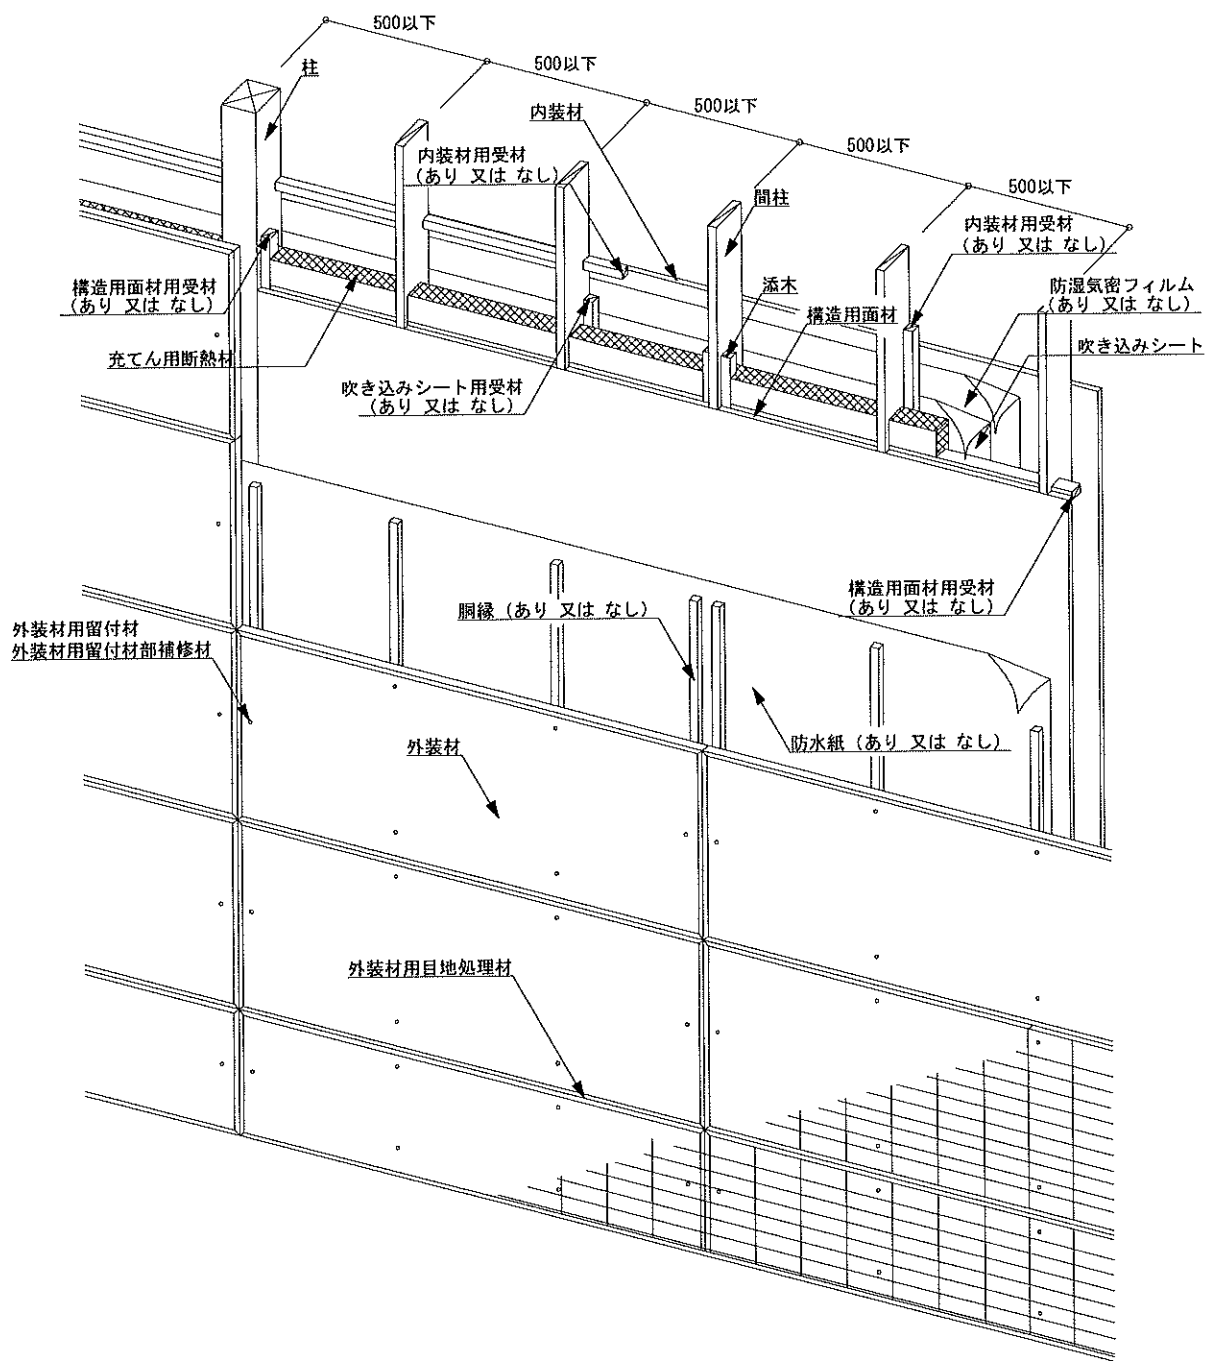 500以下
500以下
500以下
500以下
500以下
柱
内装材
内装材用受材
(あり 又は なし)
間柱
内装材用受材
(あり 又は なし)
防湿気密フィルム
(あり 又は なし)
吹き込みシート
構造用面材用受材
(あり 又は なし)
添木
構造用面材
充てん用断熱材
吹き込みシート用受材
(あり 又は なし)
構造用面材用受材
(あり 又は なし)
胴縁 (あり 又は なし)
外装材用留付材
外装材用留付材部補修材
防水紙 (あり 又は なし)
外装材
外装材用目地処理材